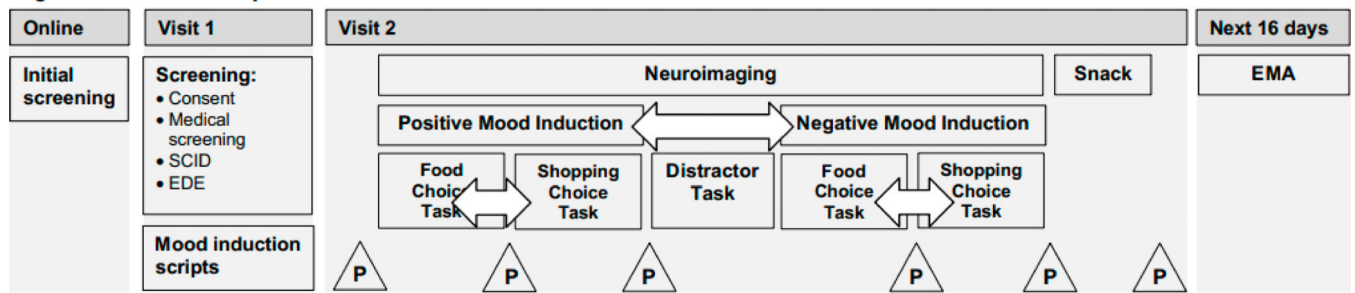 Online
Visit 1
Visit 2
Next 16 days
Initial
screening
Screening:
• Consent
• Medical
screening
• SCID
• EDE
Mood induction
scripts
Neuroimaging
Snack
EMA
Positive Mood Induction
Negative Mood Induction
Food
Choice
Task
Shopping
Choice
Task
Distractor
Task
Food
Choice
Task
Shopping
Choice
Task
P
P
P
P
P
P